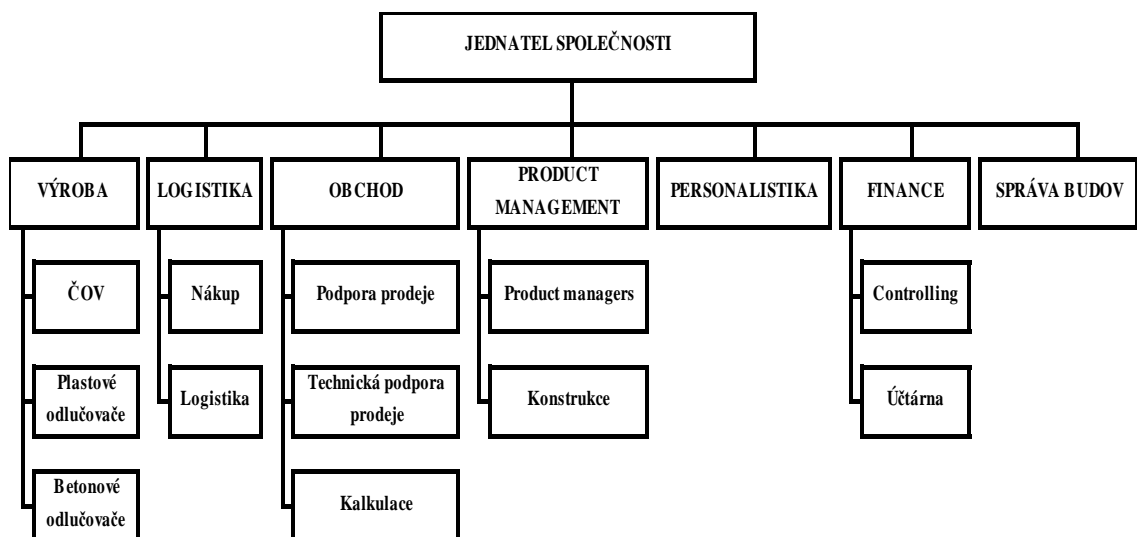 JEDNATEL SPOLEČNOSTI
VÝROBA
LOGISTIKA
OBCHOD
PRODUCT
MANAGEMENT
PERSONALISTIKA
FINANCE
SPRÁVA BUDOV
ČOV
Nákup
Podpora prodeje
Product managers
Controlling
Plastové
odlučovače
Logistika
Technická podpora
prodeje
Konstrukce
Účtárna
Betonové
odlučovače
Kalkulace